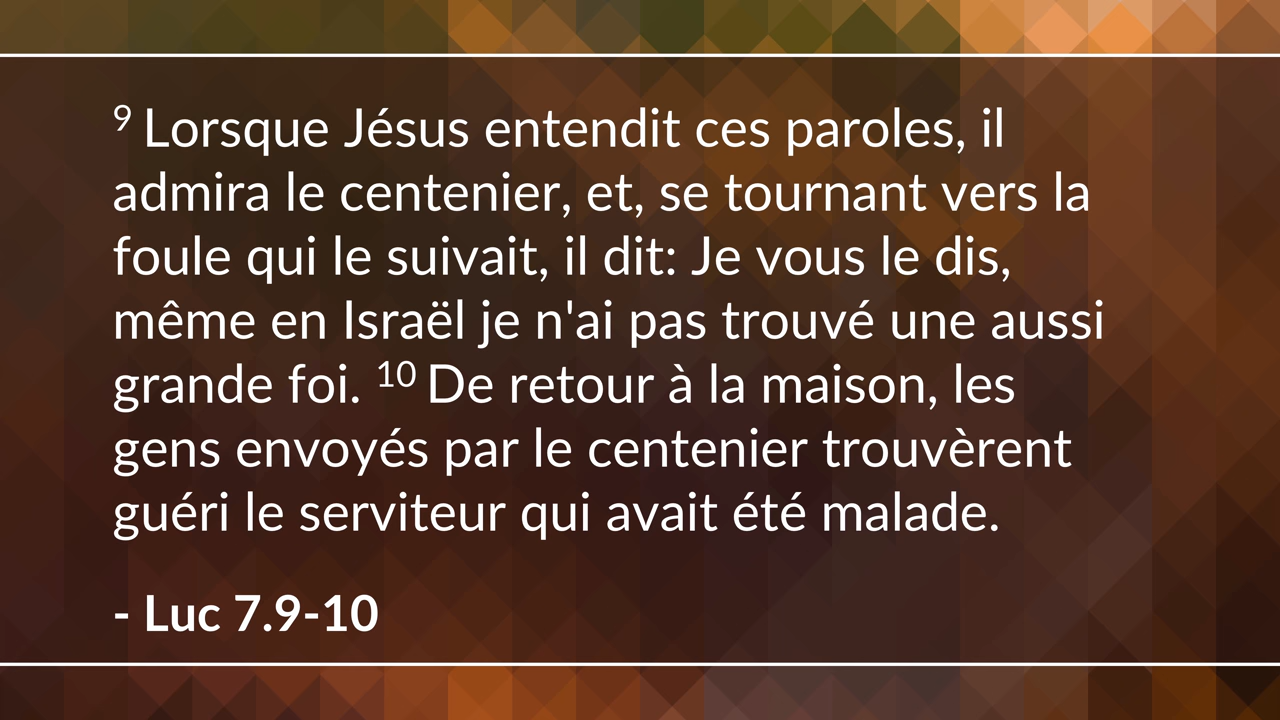 9 Lorsque Jésus entendit ces paroles, il
admira le centenier, et, se tournant vers la
foule qui le suivait, il dit: Je vous le dis,
même en Israël je n'ai pas trouvé une aussi
grande foi. 10 De retour à la maison, les
gens envoyés par le centenier trouvèrent
guéri le serviteur qui avait été malade.
- Luc 7.9-10